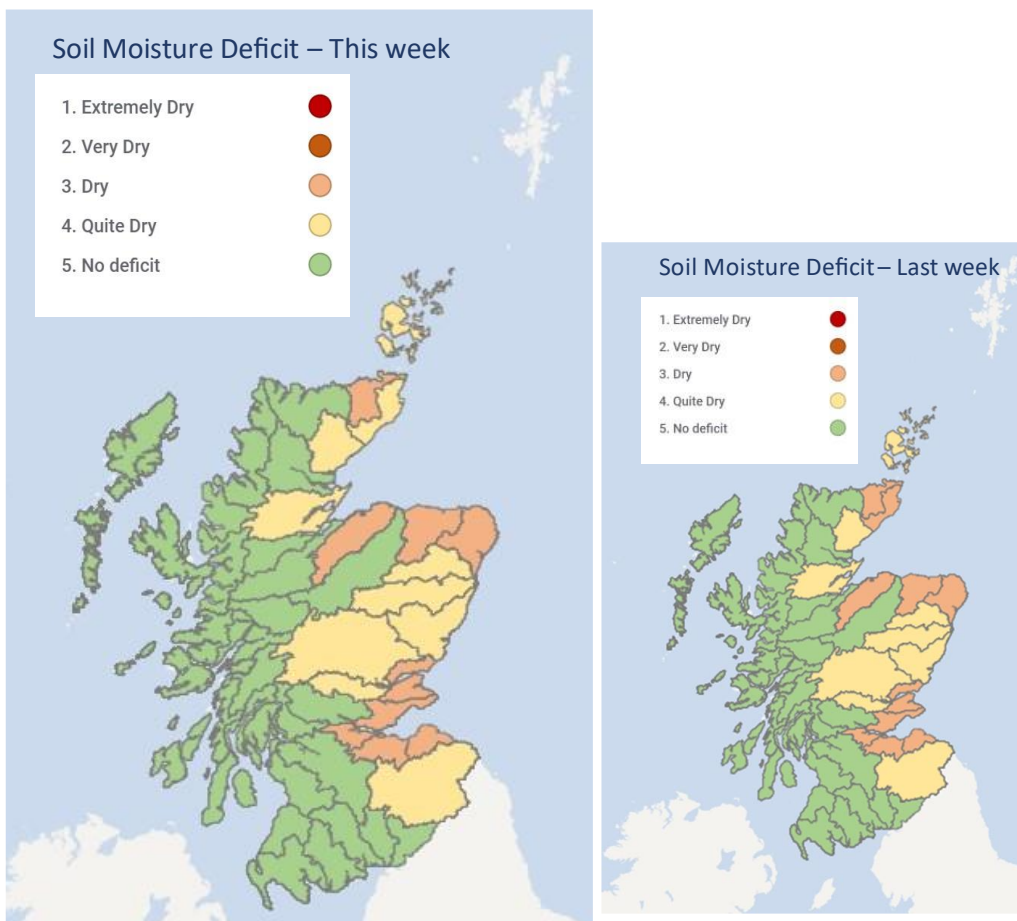 Soil Moisture Deficit – This week
1. Extremely Dry
2. Very Dry
3. Dry
4. Quite Dry
5. No deficit
Soil Moisture Deficit – Last week
1. Extremely Dry
2. Very Dry
3. Dry
4. Quite Dry
5. No deficit